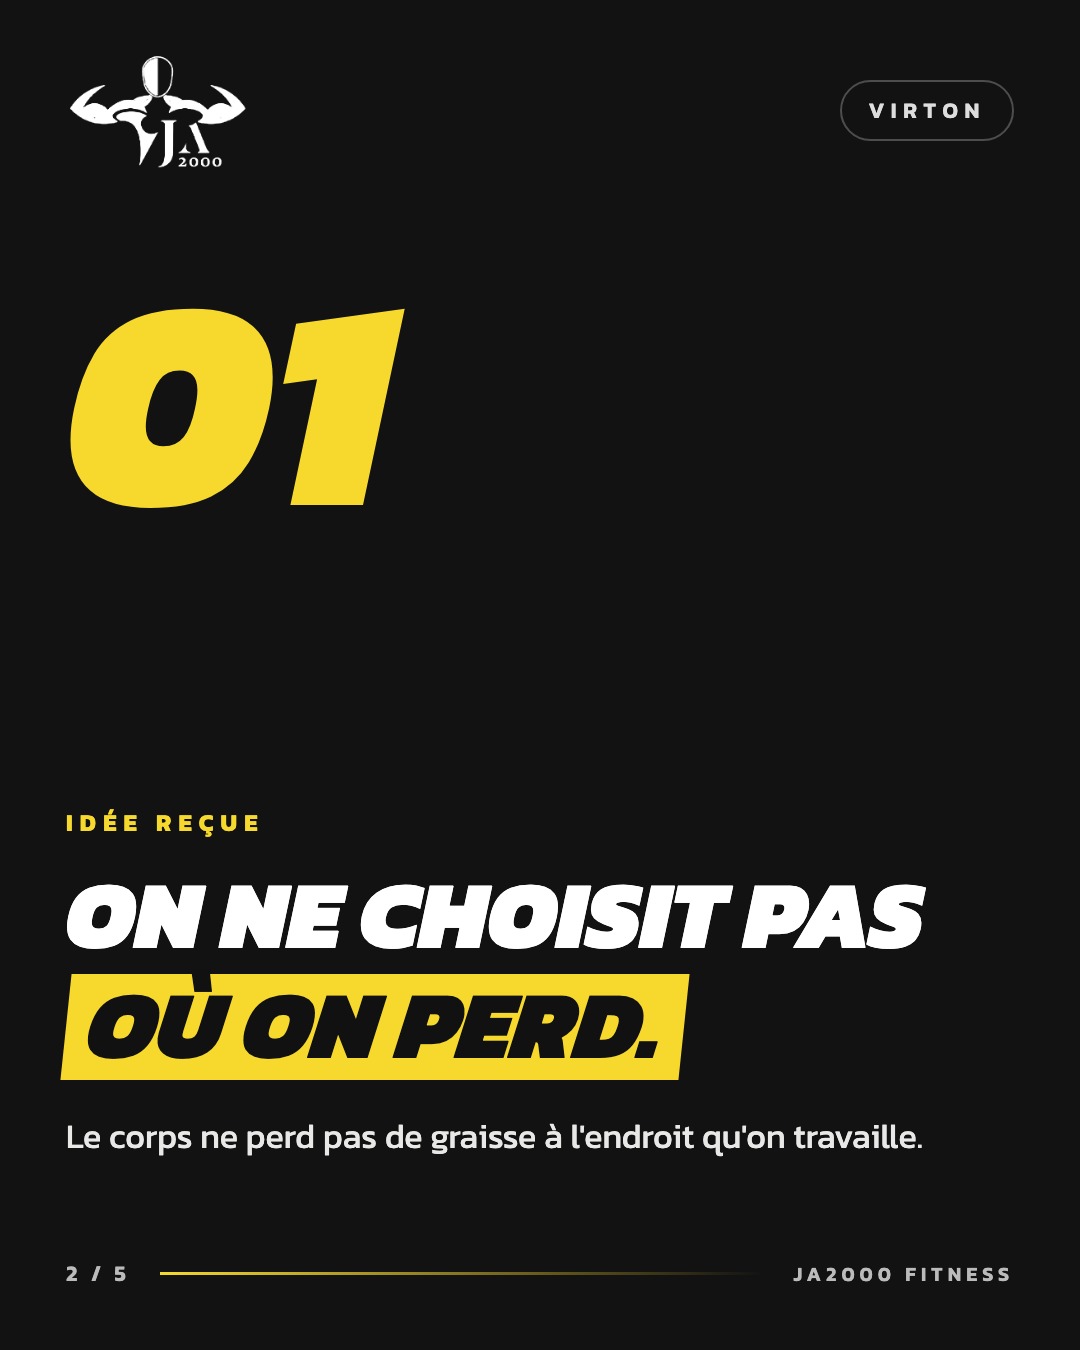 JA
2000
VIRTON
01
IDÉE REÇUE
ON NE CHOISIT PAS
OÙ ON PERD.
Le corps ne perd pas de graisse à l'endroit qu'on travaille.
2 / 5
JA2000 FITNESS